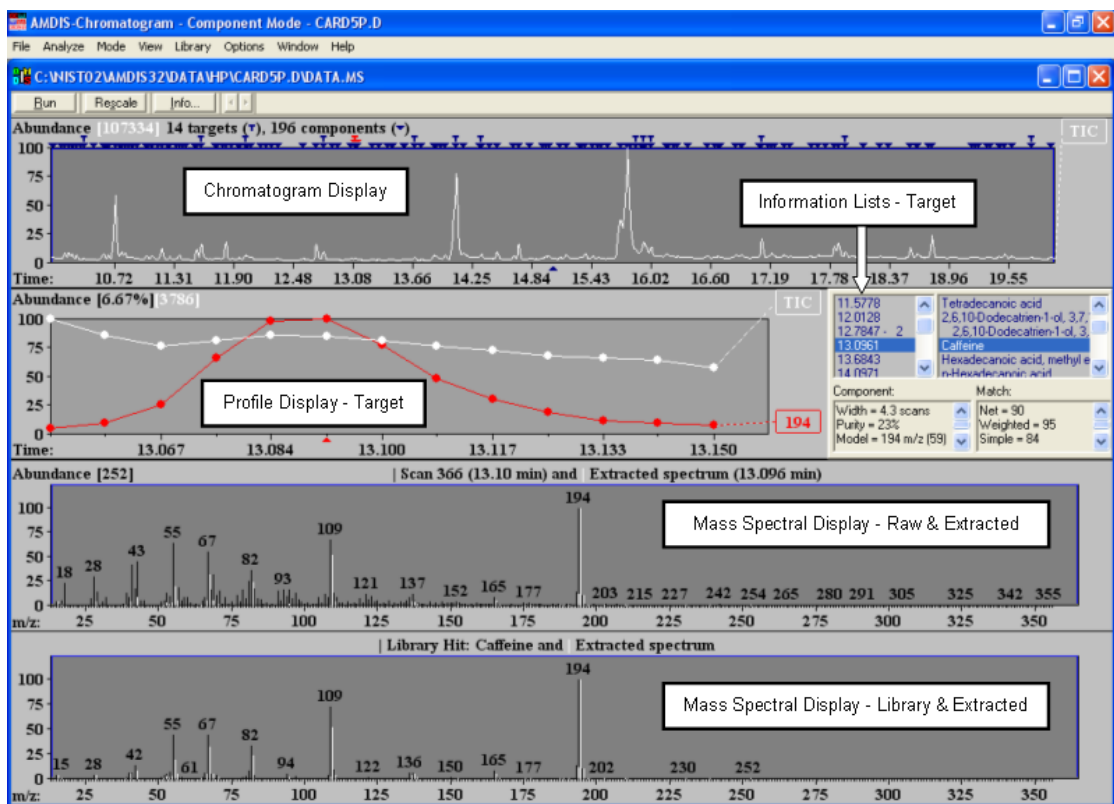 AMDIS-Chromatogram - Component Mode - CARD5P.D
File Analyze Mode View Library Options Window Help
C:\NIST02\AMDIS32\DATA\HP\CARD5P.D\DATA.MS
Run Rescale Info...
Abundance [107334] 14 targets (T), 196 components (▾)
TIC
100
75
50
25
0
Chromatogram Display
Information Lists - Target
Time: 10.72 11.31 11.90 12.48 13.08 13.66 14.25 14.84 15.43 16.02 16.60 17.19 17.78 18.37 18.96 19.55
Abundance [6.67%] [3786]
TIC
100
75
50
25
0
Profile Display - Target
194
Time: 13.067 13.084 13.100 13.117 13.133 13.150
11.5778 Tetradecanoic acid
12.0128 2,6,10-Dodecatrien-1-ol, 3,7,
12.7847 - 2 2,6,10-Dodecatrien-1-ol, 3,
13.0961 Caffeine
13.6843 Hexadecanoic acid, methyl e
14.0971 n-Hexadecanoic acid
Component: Match:
Width = 4.3 scans Net = 90
Purity = 23% Weighted = 95
Model = 194 m/z (59) Simple = 84
Abundance [252] | Scan 366 (13.10 min) and | Extracted spectrum (13.096 min)
100
75
50
25
0
Mass Spectral Display - Raw & Extracted
18 28 43 55 67 82 93 109 121 137 152 165 177 194 203 215 227 242 254 265 280 291 305 325 342 355
m/z: 25 50 75 100 125 150 175 200 225 250 275 300 325 350
| Library Hit: Caffeine and | Extracted spectrum
100
75
50
25
0
Mass Spectral Display - Library & Extracted
15 28 42 55 61 67 82 94 109 122 136 150 165 177 194 202 230 252
m/z: 25 50 75 100 125 150 175 200 225 250 275 300 325 350